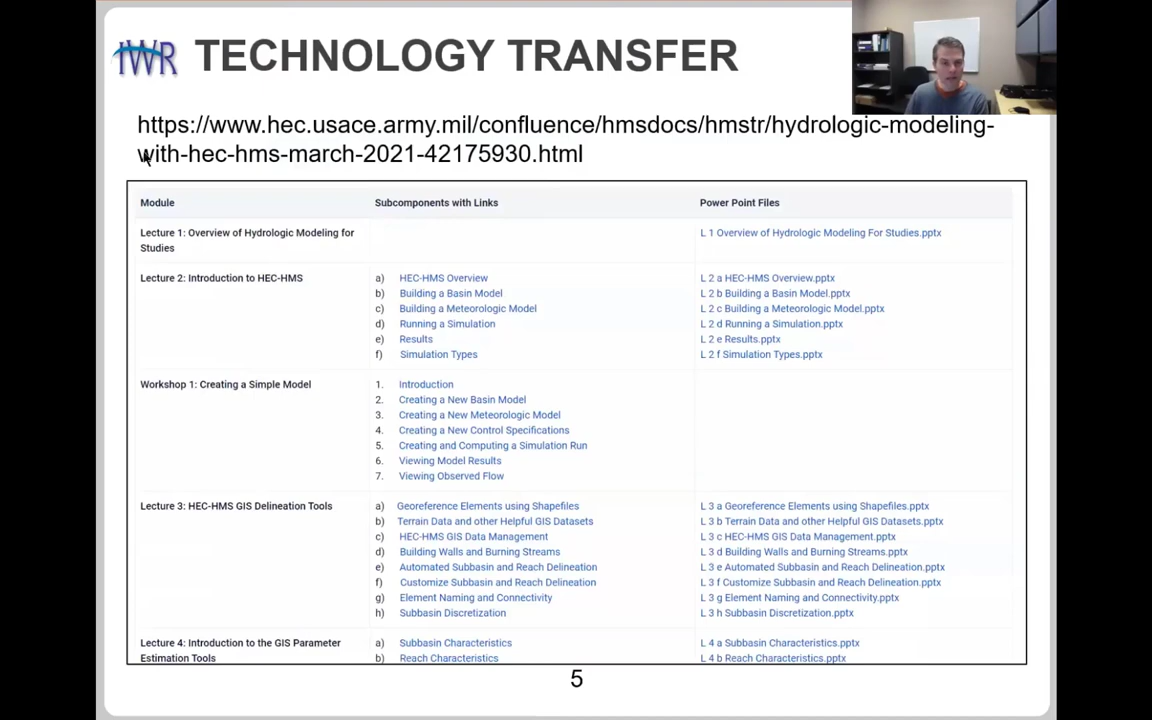 IWR TECHNOLOGY TRANSFER
https://www.hec.usace.army.mil/confluence/hmsdocs/hmstr/hydrologic-modeling-
with-hec-hms-march-2021-42175930.html
Module Subcomponents with Links Power Point Files
Lecture 1: Overview of Hydrologic Modeling for L 1 Overview of Hydrologic Modeling For Studies.pptx
Studies
Lecture 2: Introduction to HEC-HMS a) HEC-HMS Overview L 2 a HEC-HMS Overview.pptx
b) Building a Basin Model L 2 b Building a Basin Model.pptx
c) Building a Meteorologic Model L 2 c Building a Meteorologic Model.pptx
d) Running a Simulation L 2 d Running a Simulation.pptx
e) Results L 2 e Results.pptx
f) Simulation Types L 2 f Simulation Types.pptx
Workshop 1: Creating a Simple Model 1. Introduction
2. Creating a New Basin Model
3. Creating a New Meteorologic Model
4. Creating a New Control Specifications
5. Creating and Computing a Simulation Run
6. Viewing Model Results
7. Viewing Observed Flow
Lecture 3: HEC-HMS GIS Delineation Tools a) Georeference Elements using Shapefiles L 3 a Georeference Elements using Shapefiles.pptx
b) Terrain Data and other Helpful GIS Datasets L 3 b Terrain Data and other Helpful GIS Datasets.pptx
c) HEC-HMS GIS Data Management L 3 c HEC-HMS GIS Data Management.pptx
d) Building Walls and Burning Streams L 3 d Building Walls and Burning Streams.pptx
e) Automated Subbasin and Reach Delineation L 3 e Automated Subbasin and Reach Delineation.pptx
f) Customize Subbasin and Reach Delineation L 3 f Customize Subbasin and Reach Delineation.pptx
g) Element Naming and Connectivity L 3 g Element Naming and Connectivity.pptx
h) Subbasin Discretization L 3 h Subbasin Discretization.pptx
Lecture 4: Introduction to the GIS Parameter a) Subbasin Characteristics L 4 a Subbasin Characteristics.pptx
Estimation Tools b) Reach Characteristics L 4 b Reach Characteristics.pptx
5